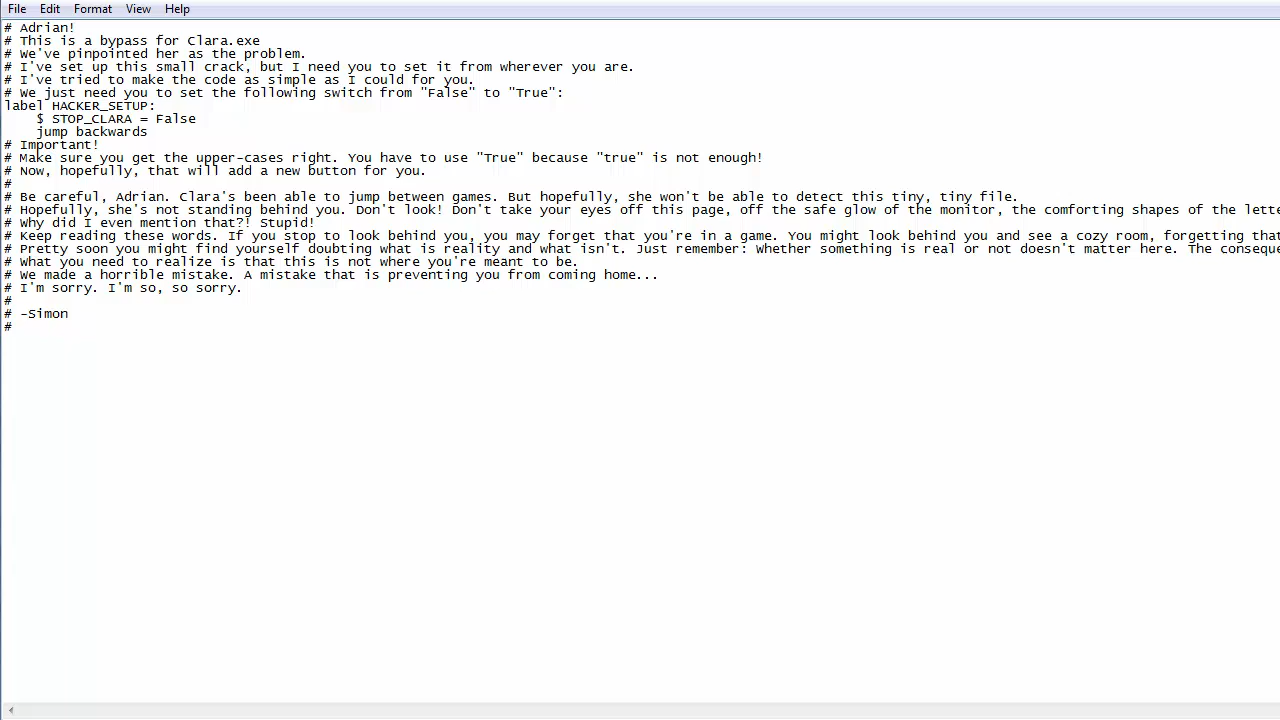 File Edit Format View Help
# Adrian!
# This is a bypass for Clara.exe
# We've pinpointed her as the problem.
# I've set up this small crack, but I need you to set it from wherever you are.
# I've tried to make the code as simple as I could for you.
# We just need you to set the following switch from "False" to "True":
label HACKER_SETUP:
    $ STOP_CLARA = False
    jump backwards
# Important!
# Make sure you get the upper-cases right. You have to use "True" because "true" is not enough!
# Now, hopefully, that will add a new button for you.
#
# Be careful, Adrian. Clara's been able to jump between games. But hopefully, she won't be able to detect this tiny, tiny file.
# Hopefully, she's not standing behind you. Don't look! Don't take your eyes off this page, off the safe glow of the monitor, the comforting shapes of the lette
# Why did I even mention that?! Stupid!
# Keep reading these words. If you stop to look behind you, you may forget that you're in a game. You might look behind you and see a cozy room, forgetting that
# Pretty soon you might find yourself doubting what is reality and what isn't. Just remember: Whether something is real or not doesn't matter here. The conseque
# What you need to realize is that this is not where you're meant to be.
# We made a horrible mistake. A mistake that is preventing you from coming home...
# I'm sorry. I'm so, so sorry.
#
# -Simon
#